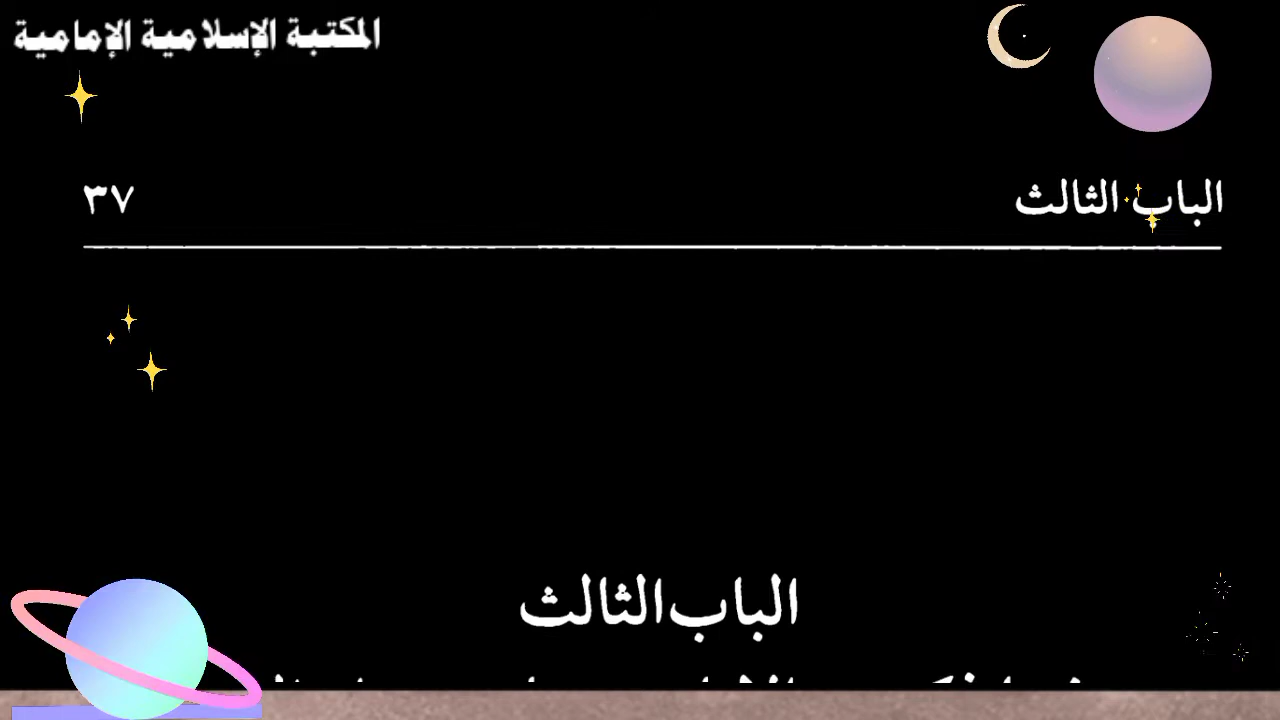 المكتبة الإسلامية الإمامية
الباب الثالث ٣٧
الباب الثالث